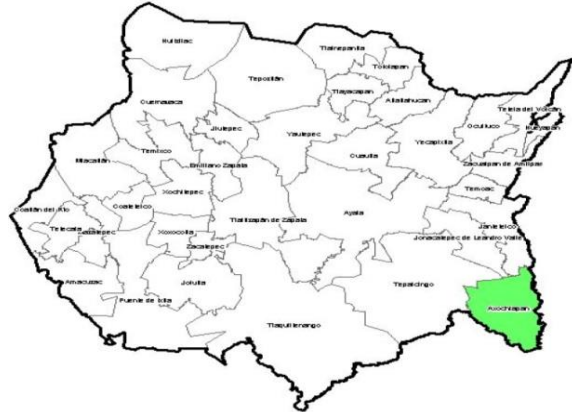 Huitzilac
Tlalnepantla
Totolapan
Tepoztlán
Tlayacapan
Atlatlahucan
Cuernavaca
Jiutepec
Yautepec
Yecapixtla
Ocuituco
Tetela del Volcán
Hueyapan
Temixco
Emiliano Zapata
Cuautla
Zacualpan de Amilpas
Miacatlán
Xochitepec
Temoac
Coatlán del Río
Coatetelco
Tlaltizapán de Zapata
Ayala
Jantetelco
Tetecala
Mazatepec
Xoxocotla
Zacatepec
Jonacatepec de Leandro Valle
Amacuzac
Puente de Ixtla
Jojutla
Tepalcingo
Axochiapan
Tlaquiltenango